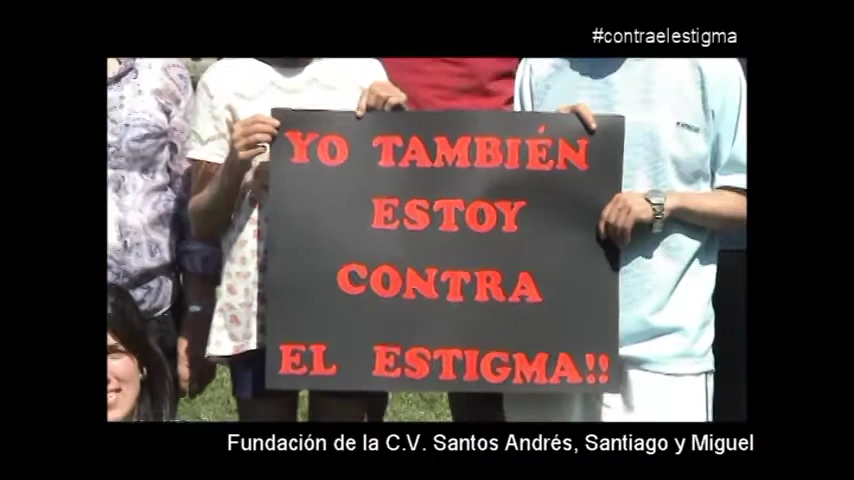 #contraelestigma
YO TAMBIÉN
ESTOY
CONTRA
EL ESTIGMA!!
Fundación de la C.V. Santos Andrés, Santiago y Miguel